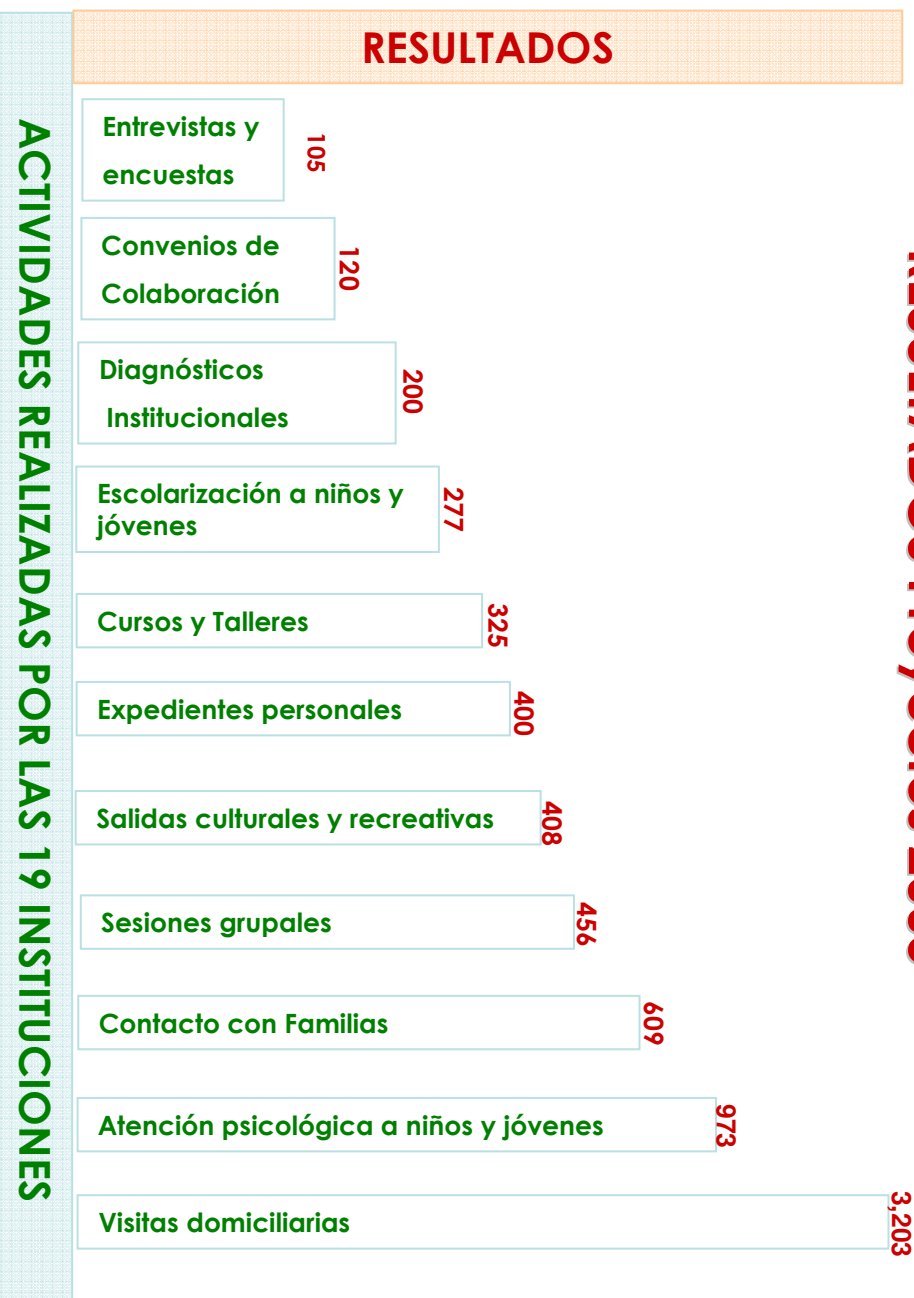 RESULTADOS
ACTIVIDADES REALIZADAS POR LAS 19 INSTITUCIONES
Entrevistas y
encuestas
105
Convenios de
Colaboración
120
Diagnósticos
Institucionales
200
Escolarización a niños y
jóvenes
277
Cursos y Talleres
325
Expedientes personales
400
Salidas culturales y recreativas
408
Sesiones grupales
456
Contacto con Familias
609
Atención psicológica a niños y jóvenes
973
Visitas domiciliarias
3,203